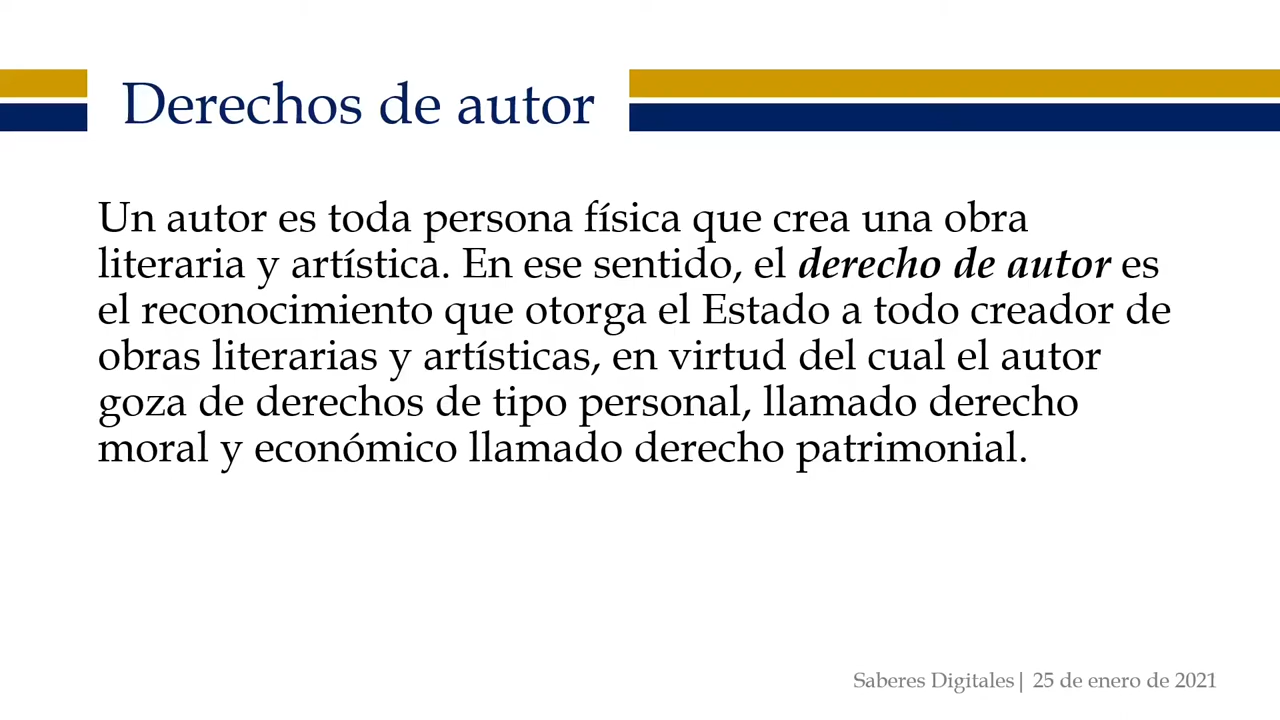 Derechos de autor
Un autor es toda persona física que crea una obra
literaria y artística. En ese sentido, el derecho de autor es
el reconocimiento que otorga el Estado a todo creador de
obras literarias y artísticas, en virtud del cual el autor
goza de derechos de tipo personal, llamado derecho
moral y económico llamado derecho patrimonial.
Saberes Digitales| 25 de enero de 2021